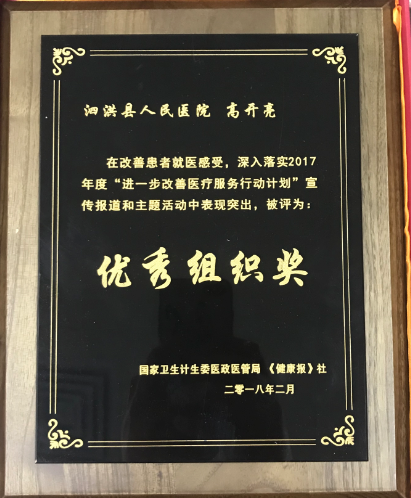 泗洪县人民医院 高开亮
在改善患者就医感受，深入落实2017
年度“进一步改善医疗服务行动计划”宣
传报道和主题活动中表现突出，被评为：
优秀组织奖
国家卫生计生委医政医管局 《健康报》社
二零一八年二月